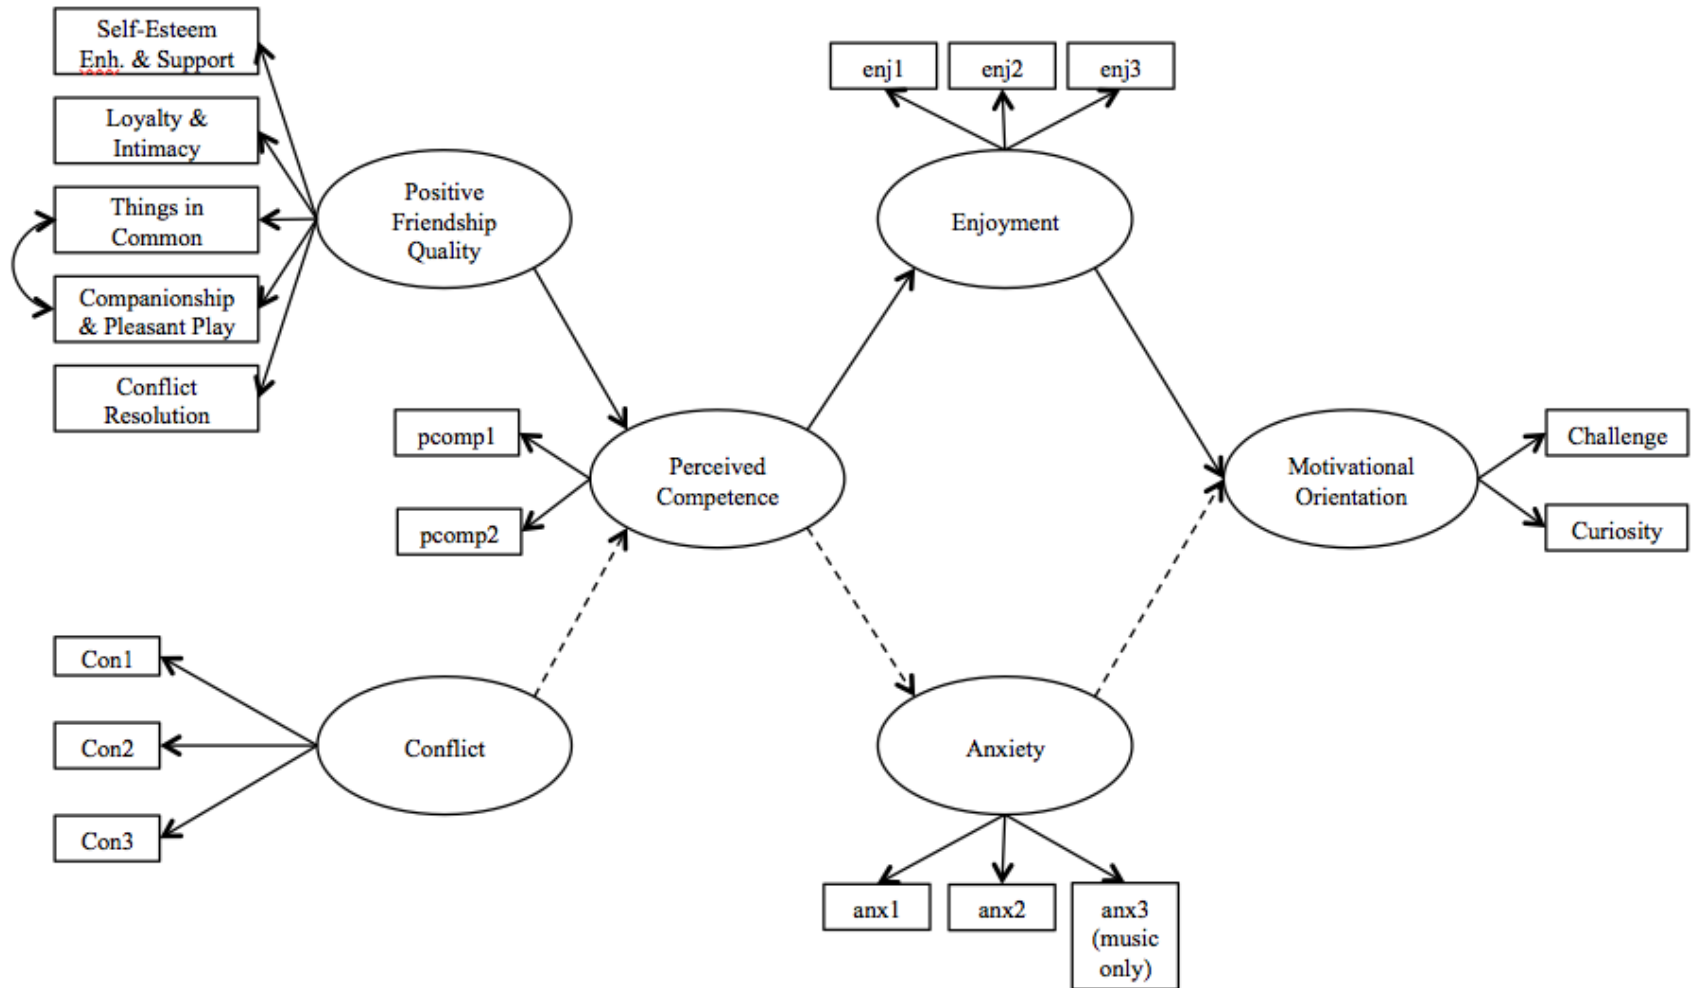 Self-Esteem
Enh. & Support
Loyalty &
Intimacy
Things in
Common
Companionship
& Pleasant Play
Conflict
Resolution
Positive
Friendship
Quality
enj1
enj2
enj3
Enjoyment
pcomp1
pcomp2
Perceived
Competence
Motivational
Orientation
Challenge
Curiosity
Con1
Con2
Con3
Conflict
Anxiety
anx1
anx2
anx3
(music
only)